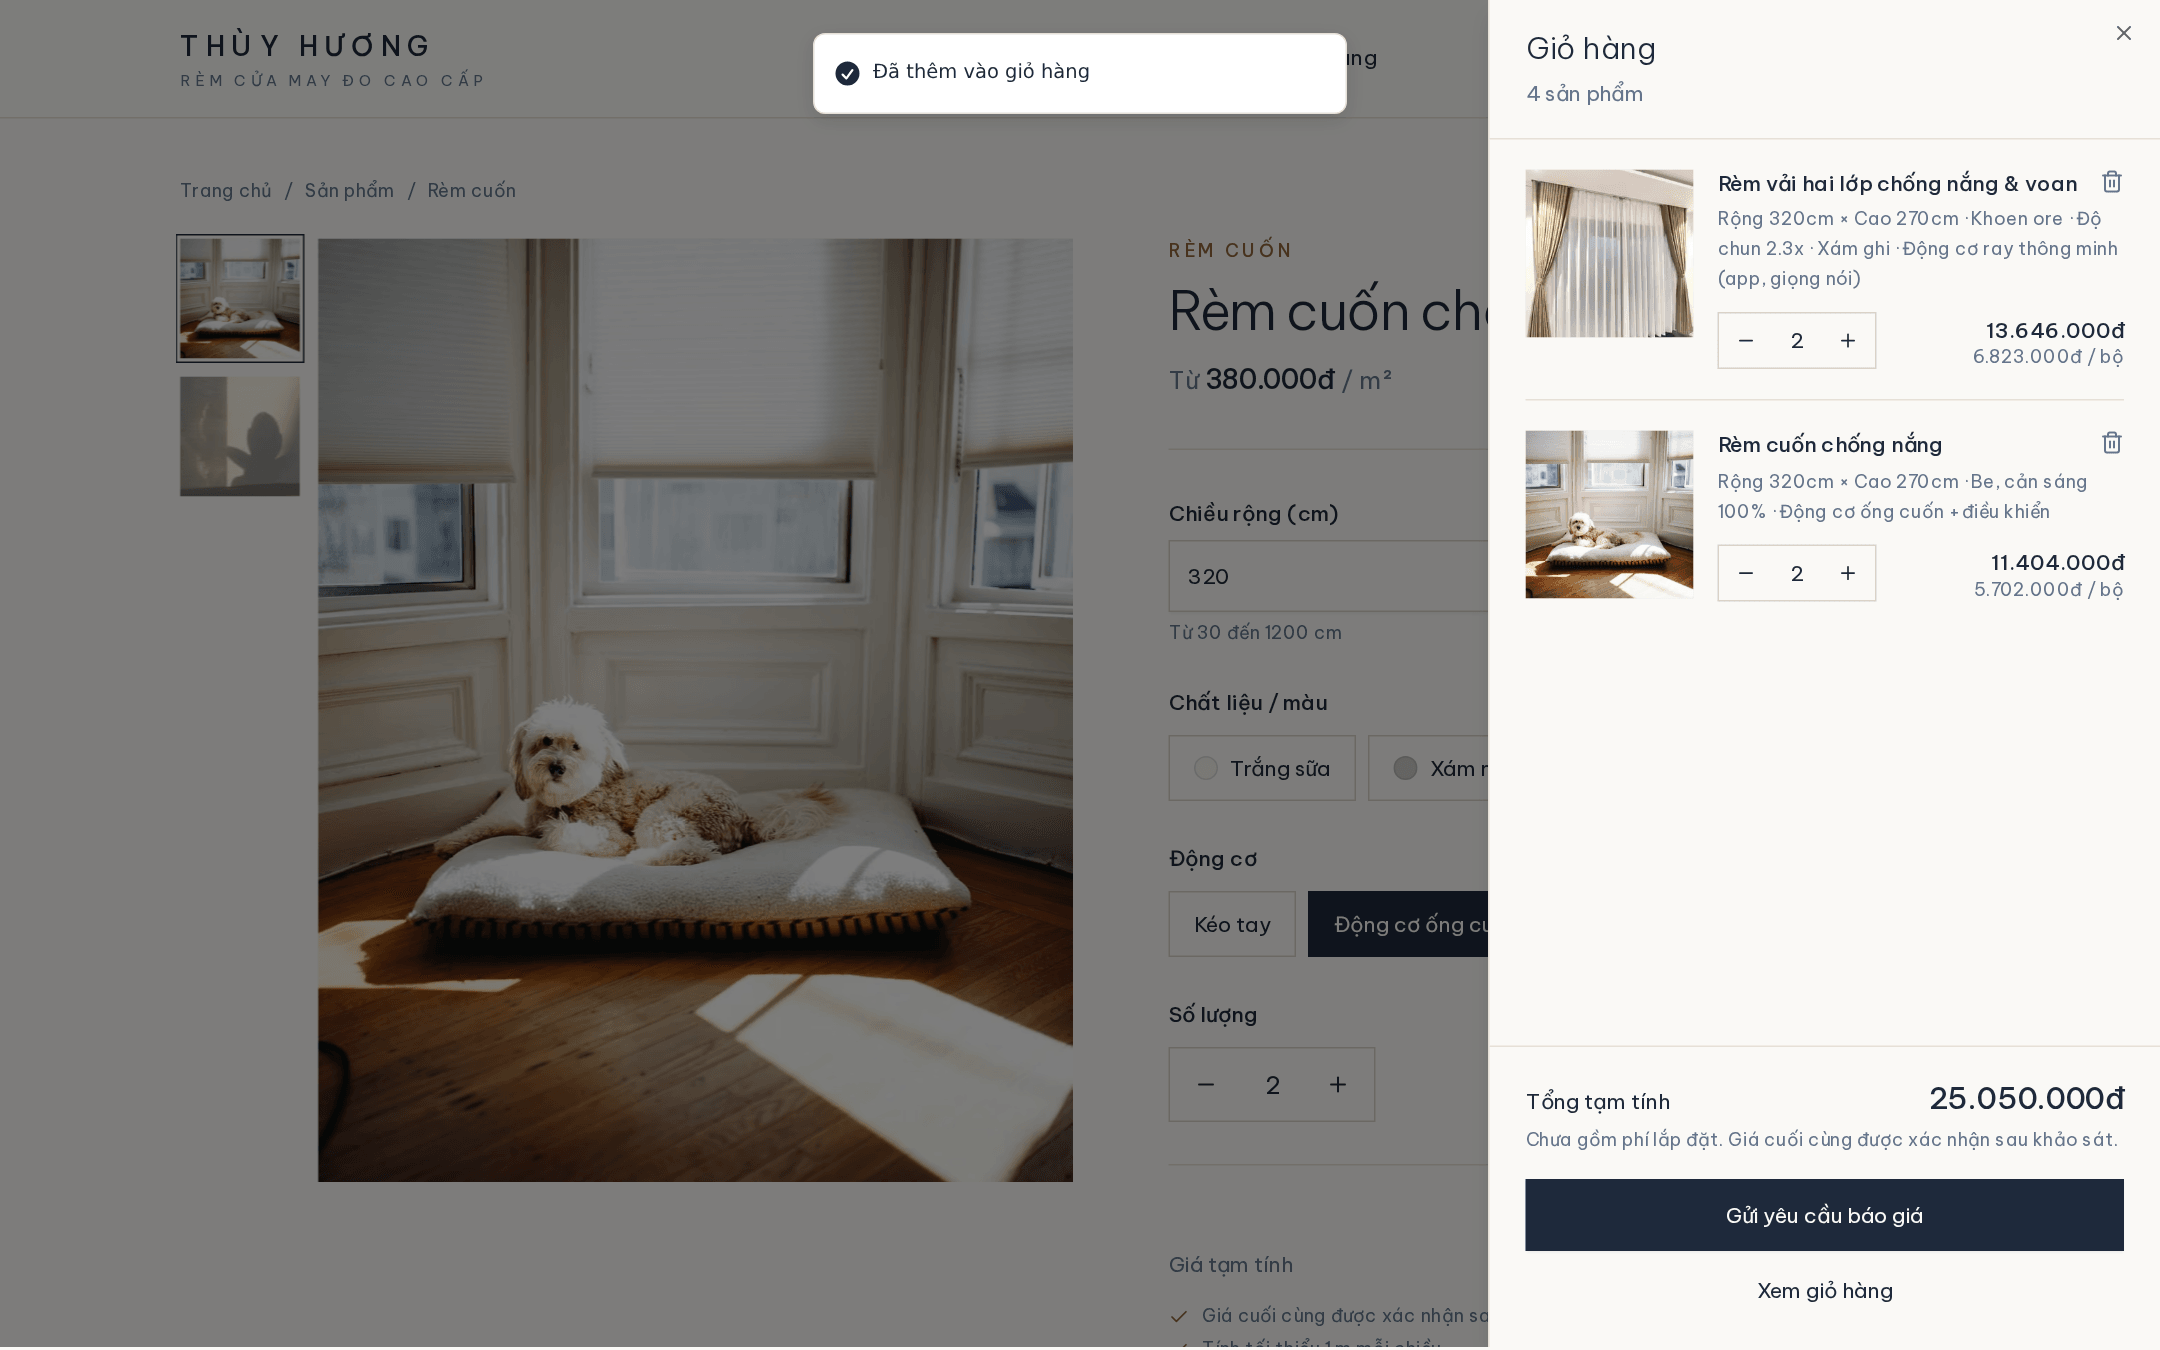 THÙY HƯƠNG
RÈM CỬA MAY ĐO CAO CẤP
Đã thêm vào giỏ hàng
Trang chủ / Sản phẩm / Rèm cuốn
RÈM CUỐN
Rèm cuốn
Từ 380.000đ / m²
Chiều rộng (cm)
320
Từ 30 đến 1200 cm
Chất liệu / màu
Trắng sữa
Xám
Động cơ
Kéo tay
Động cơ ống
Số lượng
− 2 +
Giá tạm tính
Giá cuối cùng được xác nhận
Tính tối thiểu 1m mỗi chiều
Giỏ hàng
4 sản phẩm
Rèm vải hai lớp chống nắng & voan
Rộng 320cm × Cao 270cm · Khoen ore · Độ
chun 2.3x · Xám ghi · Động cơ ray thông minh
(app, giọng nói)
− 2 +
13.646.000đ
6.823.000đ / bộ
Rèm cuốn chống nắng
Rộng 320cm × Cao 270cm · Be, cản sáng
100% · Động cơ ống cuốn + điều khiển
− 2 +
11.404.000đ
5.702.000đ / bộ
Tổng tạm tính 25.050.000đ
Chưa gồm phí lắp đặt. Giá cuối cùng được xác nhận sau khảo sát.
Gửi yêu cầu báo giá
Xem giỏ hàng